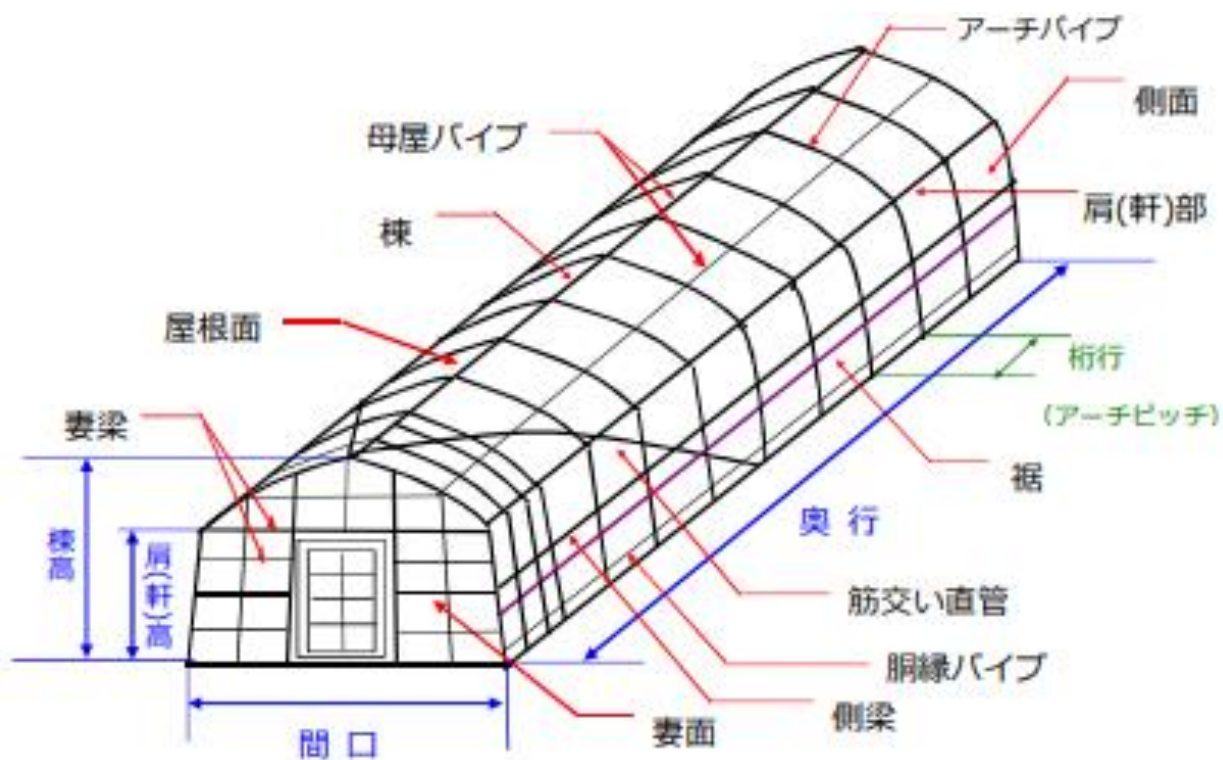 アーチパイプ
側面
母屋パイプ
肩(軒)部
棟
屋根面
桁行
(アーチピッチ)
妻梁
裾
奥 行
棟高
肩(軒)高
筋交い直管
胴縁パイプ
側梁
妻面
間 口